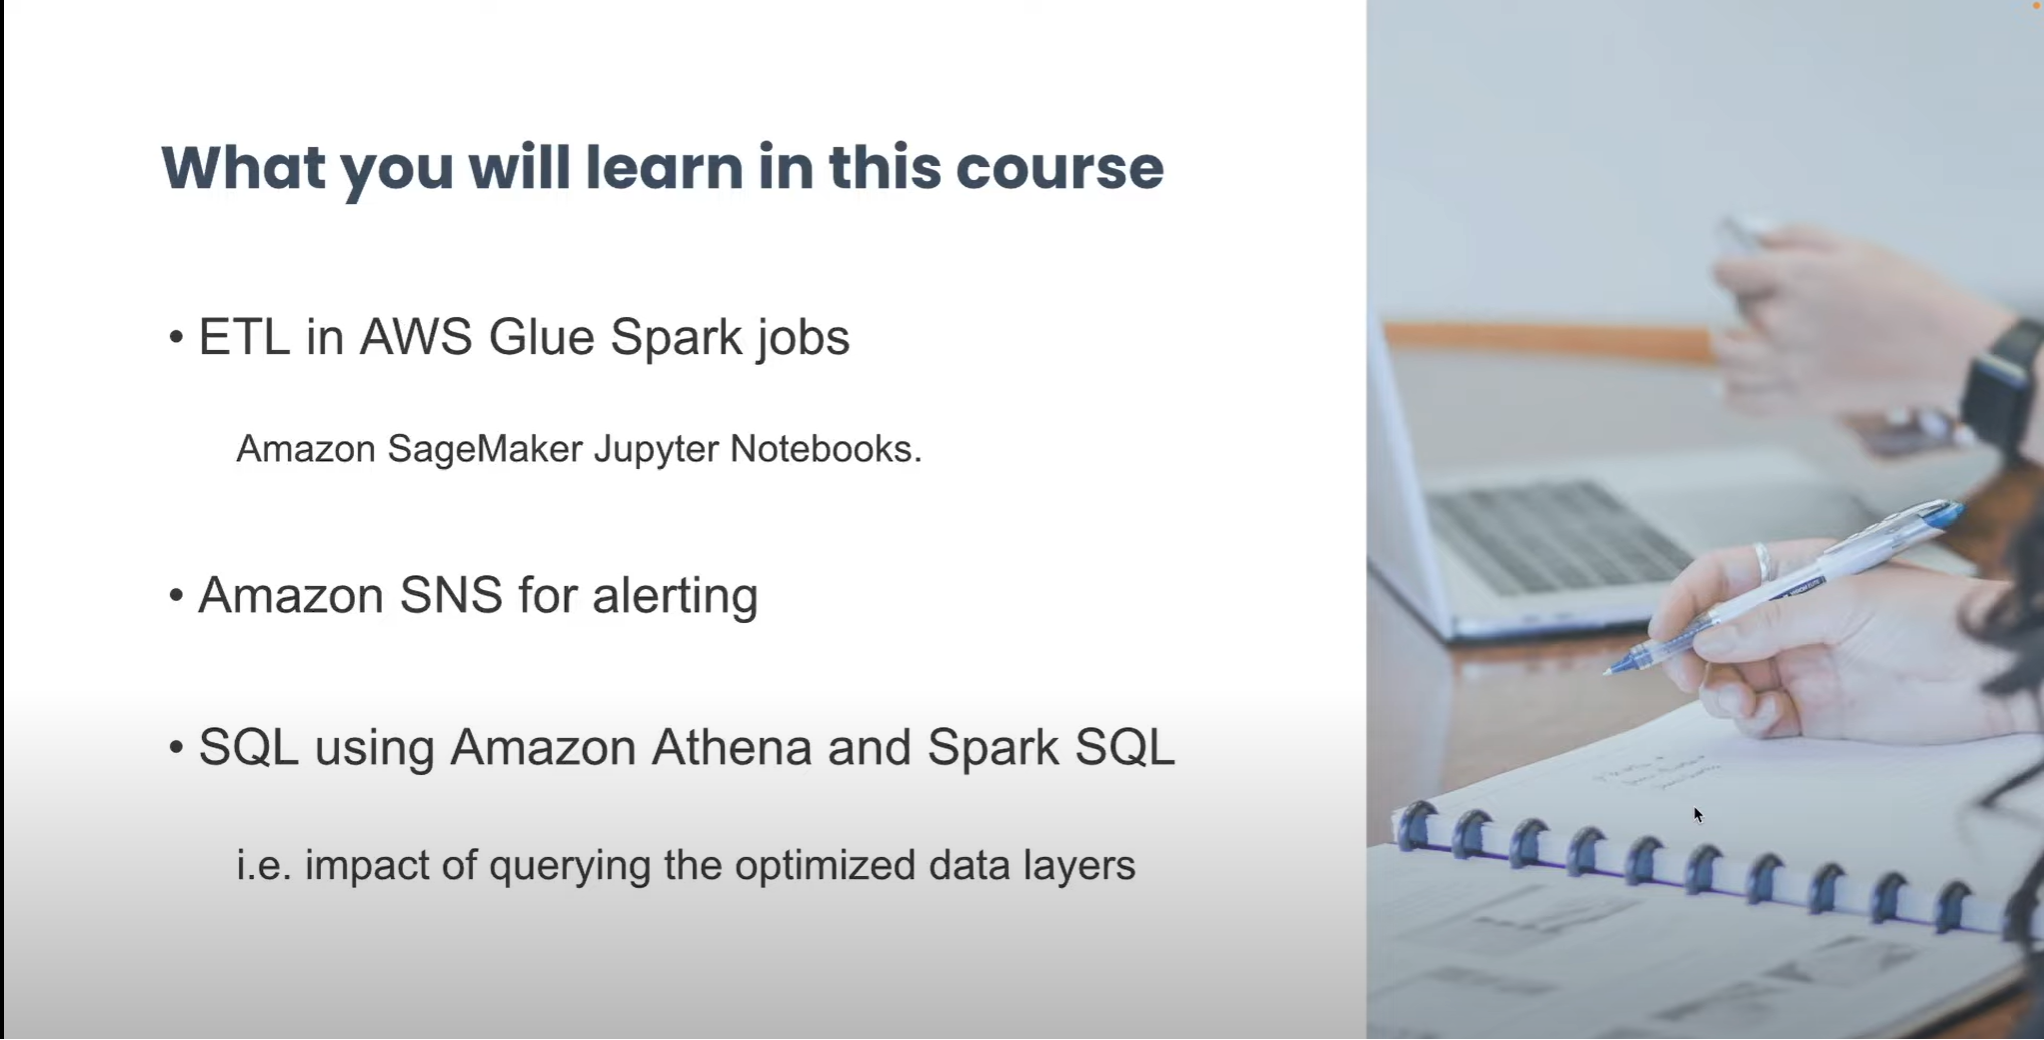 What you will learn in this course
• ETL in AWS Glue Spark jobs
Amazon SageMaker Jupyter Notebooks.
• Amazon SNS for alerting
• SQL using Amazon Athena and Spark SQL
i.e. impact of querying the optimized data layers